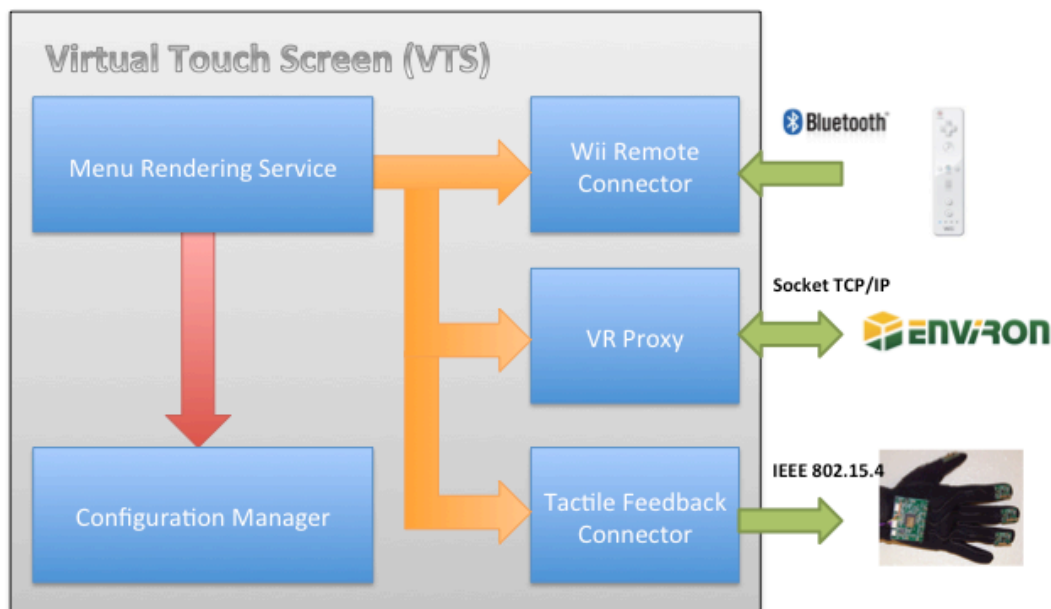 Virtual Touch Screen (VTS)
Menu Rendering Service
Wii Remote
Connector
Bluetooth™
VR Proxy
Socket TCP/IP
ENVIRON
Configuration Manager
Tactile Feedback
Connector
IEEE 802.15.4